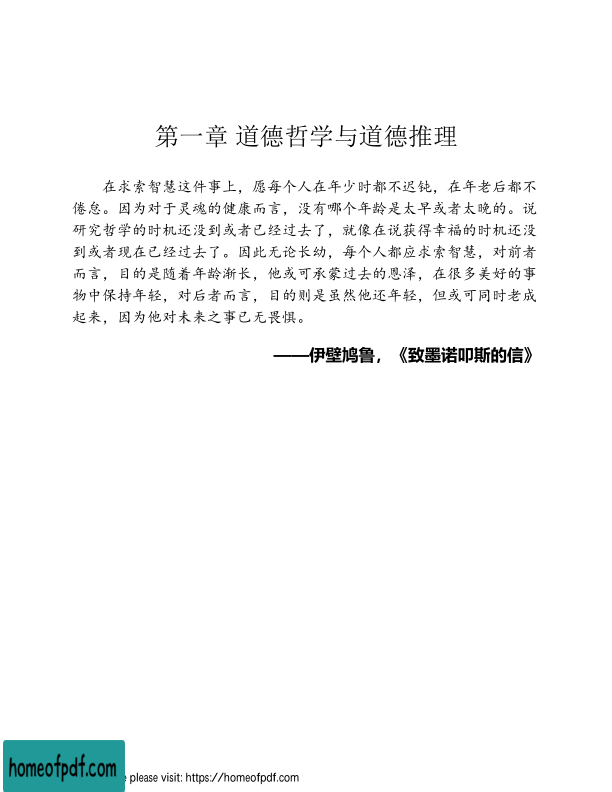 第一章 道德哲学与道德推理
在求索智慧这件事上，愿每个人在年少时都不迟钝，在年老后都不
倦怠。因为对于灵魂的健康而言，没有哪个年龄是太早或者太晚的。说
研究哲学的时机还没到或者已经过去了，就像在说获得幸福的时机还没
到或者现在已经过去了。因此无论长幼，每个人都应求索智慧，对前者
而言，目的是随着年龄渐长，他或可承蒙过去的恩泽，在很多美好的事
物中保持年轻，对后者而言，目的则是虽然他还年轻，但或可同时老成
起来，因为他对未来之事已无畏惧。
——伊壁鸠鲁，《致墨诺叩斯的信》
homeofpdf.com
e please visit: https://homeofpdf.com